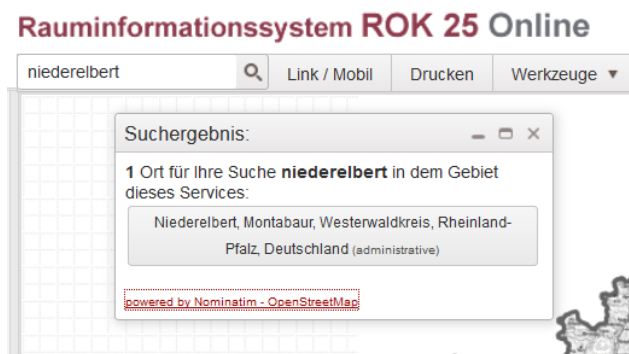 Rauminformationssystem ROK 25 Online
niederelbert
Link / Mobil
Drucken
Werkzeuge ▼
Suchergebnis:
1 Ort für Ihre Suche niederelbert in dem Gebiet
dieses Services:
Niederelbert, Montabaur, Westerwaldkreis, Rheinland-
Pfalz, Deutschland (administrative)
powered by Nominatim - OpenStreetMap